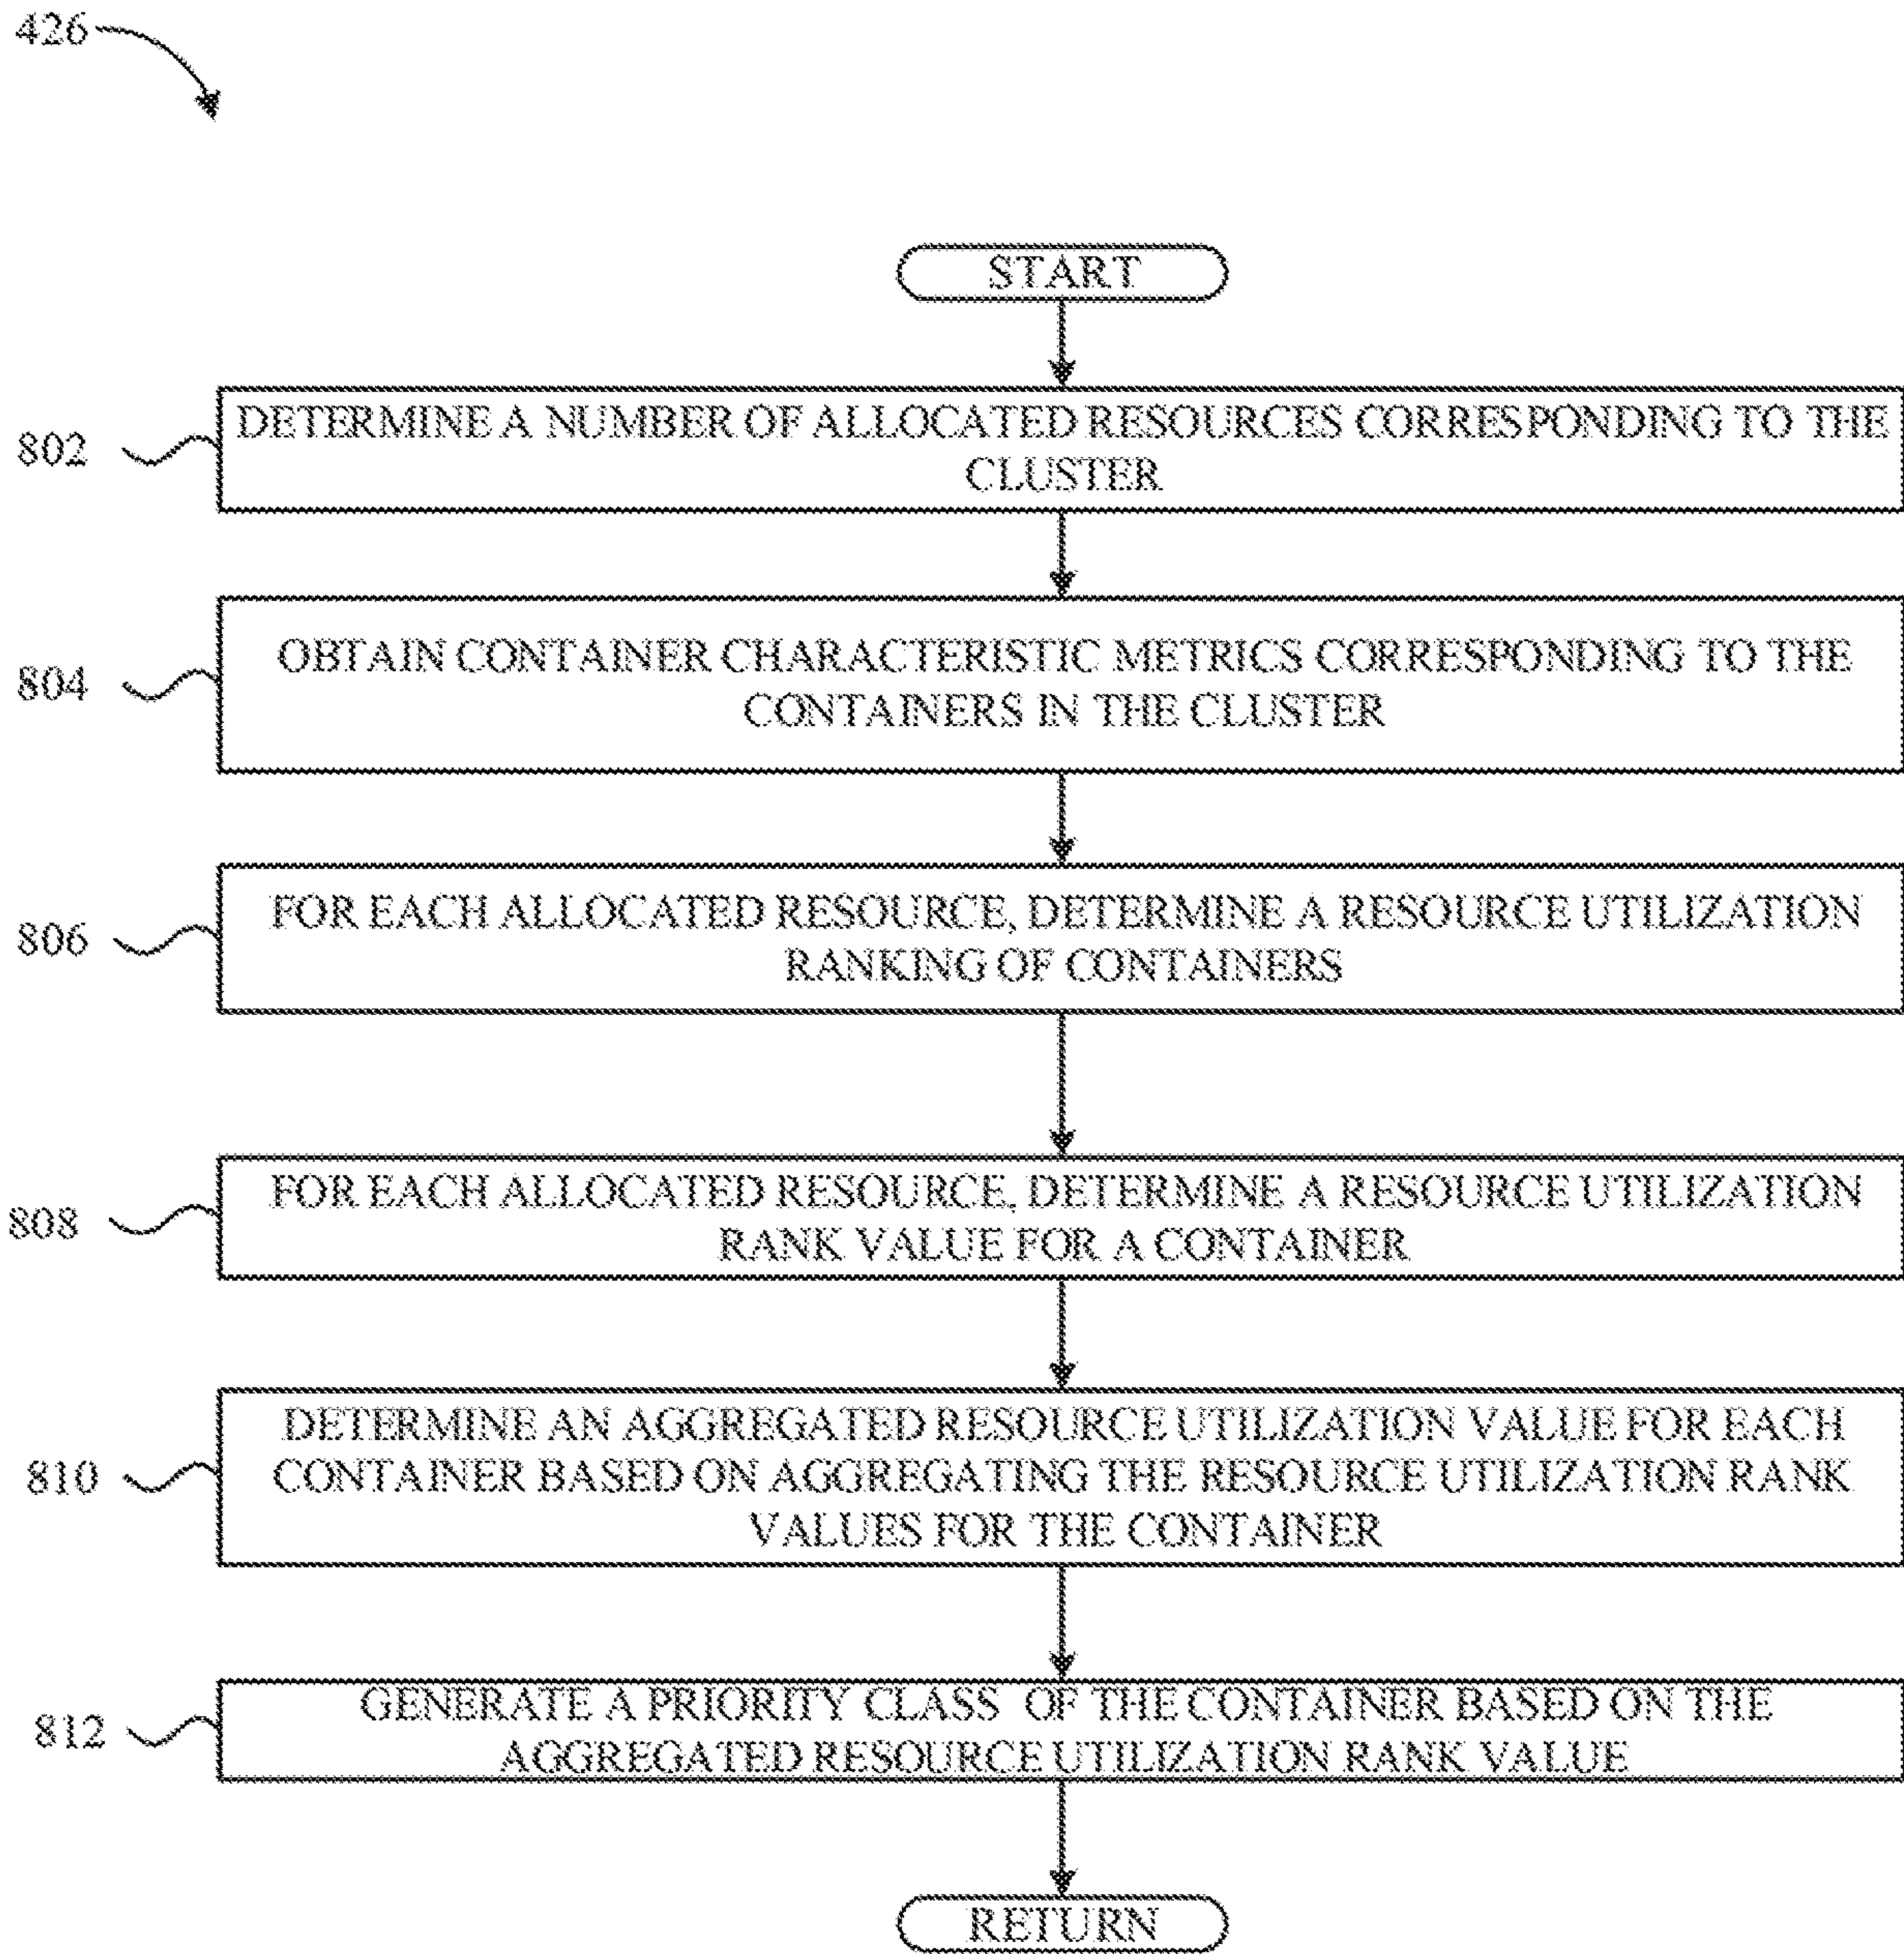 426
START
802
DETERMINE A NUMBER OF ALLOCATED RESOURCES CORRESPONDING TO THE
CLUSTER
804
OBTAIN CONTAINER CHARACTERISTIC METRICS CORRESPONDING TO THE
CONTAINERS IN THE CLUSTER
806
FOR EACH ALLOCATED RESOURCE, DETERMINE A RESOURCE UTILIZATION
RANKING OF CONTAINERS
808
FOR EACH ALLOCATED RESOURCE, DETERMINE A RESOURCE UTILIZATION
RANK VALUE FOR A CONTAINER
810
DETERMINE AN AGGREGATED RESOURCE UTILIZATION VALUE FOR EACH
CONTAINER BASED ON AGGREGATING THE RESOURCE UTILIZATION RANK
VALUES FOR THE CONTAINER
812
GENERATE A PRIORITY CLASS OF THE CONTAINER BASED ON THE
AGGREGATED RESOURCE UTILIZATION RANK VALUE
RETURN